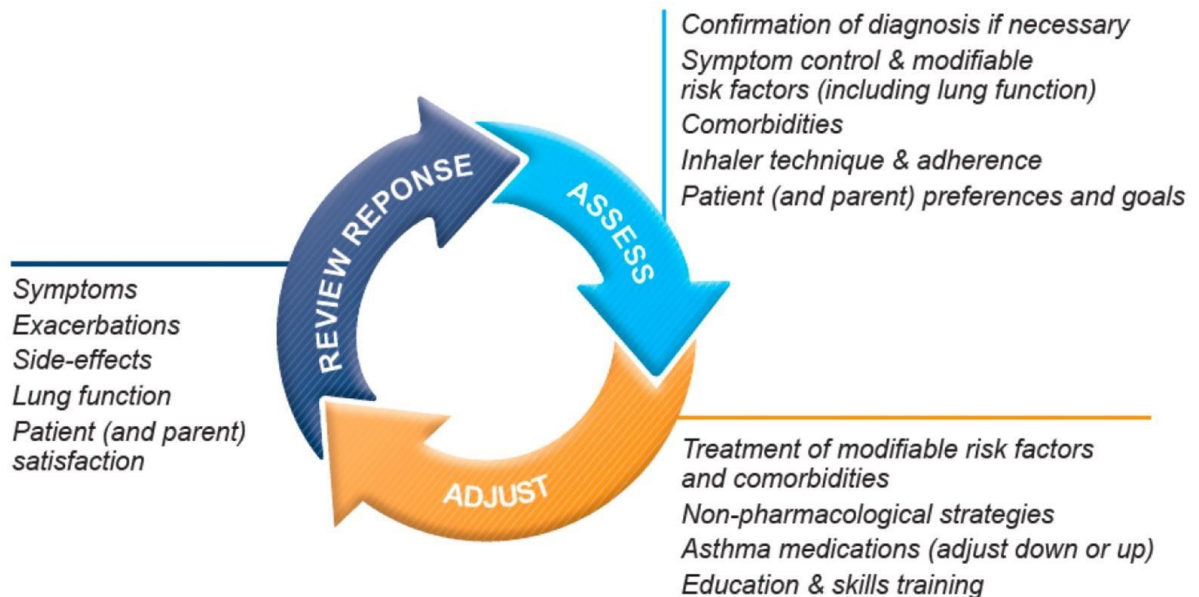 Confirmation of diagnosis if necessary
Symptom control & modifiable
risk factors (including lung function)
Comorbidities
Inhaler technique & adherence
Patient (and parent) preferences and goals
REVIEW REPONSE
ASSESS
ADJUST
Symptoms
Exacerbations
Side-effects
Lung function
Patient (and parent)
satisfaction
Treatment of modifiable risk factors
and comorbidities
Non-pharmacological strategies
Asthma medications (adjust down or up)
Education & skills training